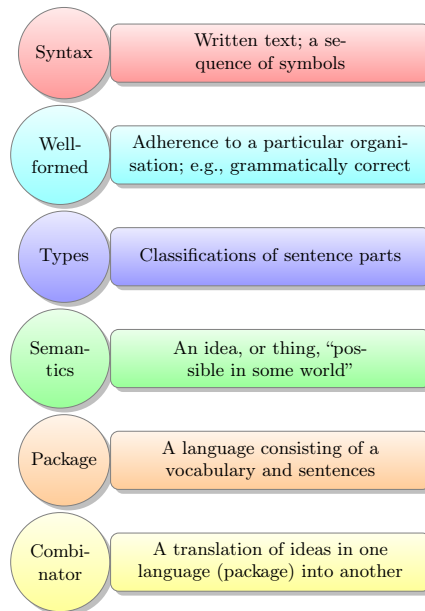 Syntax
Written text; a se-
quence of symbols
Well-
formed
Adherence to a particular organi-
sation; e.g., grammatically correct
Types
Classifications of sentence parts
Seman-
tics
An idea, or thing, “pos-
sible in some world”
Package
A language consisting of a
vocabulary and sentences
Combi-
nator
A translation of ideas in one
language (package) into another